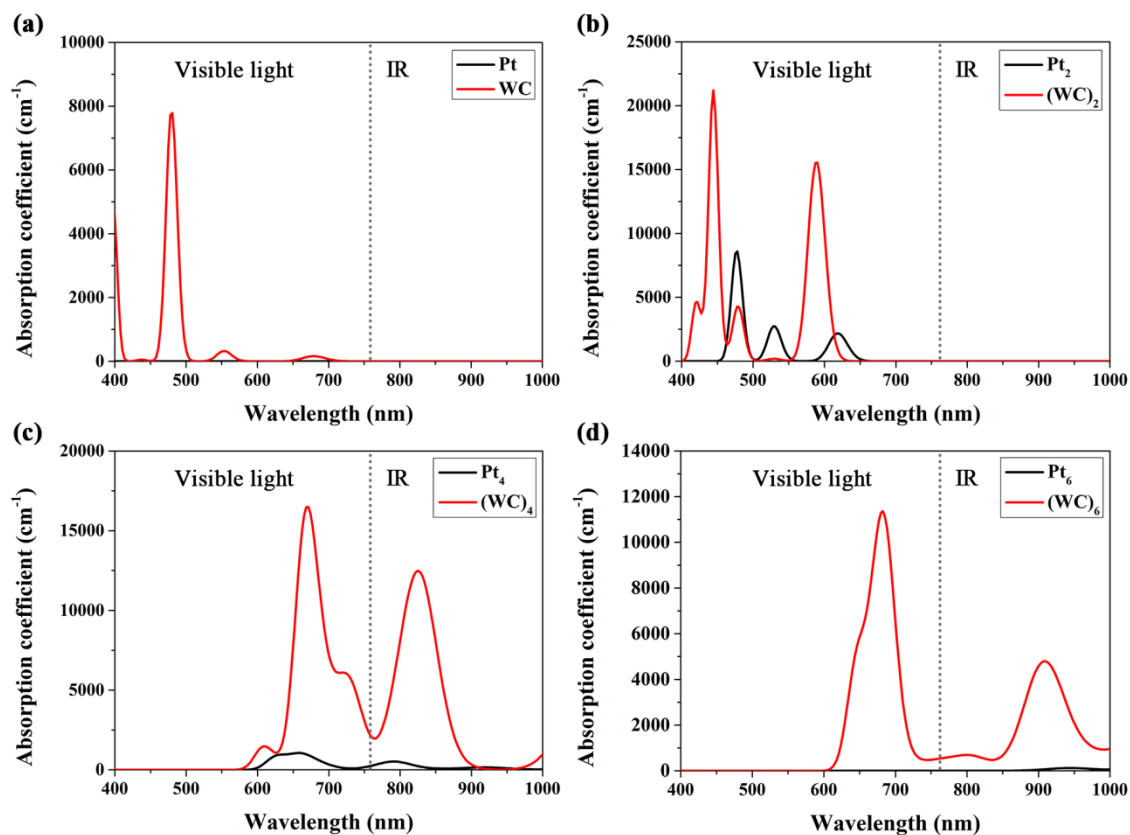 (a)
10000
8000
6000
4000
2000
0
Absorption coefficient (cm⁻¹)
Visible light
IR
Pt
WC
400 500 600 700 800 900 1000
Wavelength (nm)
(b)
25000
20000
15000
10000
5000
0
Absorption coefficient (cm⁻¹)
Visible light
IR
Pt₂
(WC)₂
400 500 600 700 800 900 1000
Wavelength (nm)
(c)
20000
15000
10000
5000
0
Absorption coefficient (cm⁻¹)
Visible light
IR
Pt₄
(WC)₄
400 500 600 700 800 900 1000
Wavelength (nm)
(d)
14000
12000
10000
8000
6000
4000
2000
0
Absorption coefficient (cm⁻¹)
Visible light
IR
Pt₆
(WC)₆
400 500 600 700 800 900 1000
Wavelength (nm)